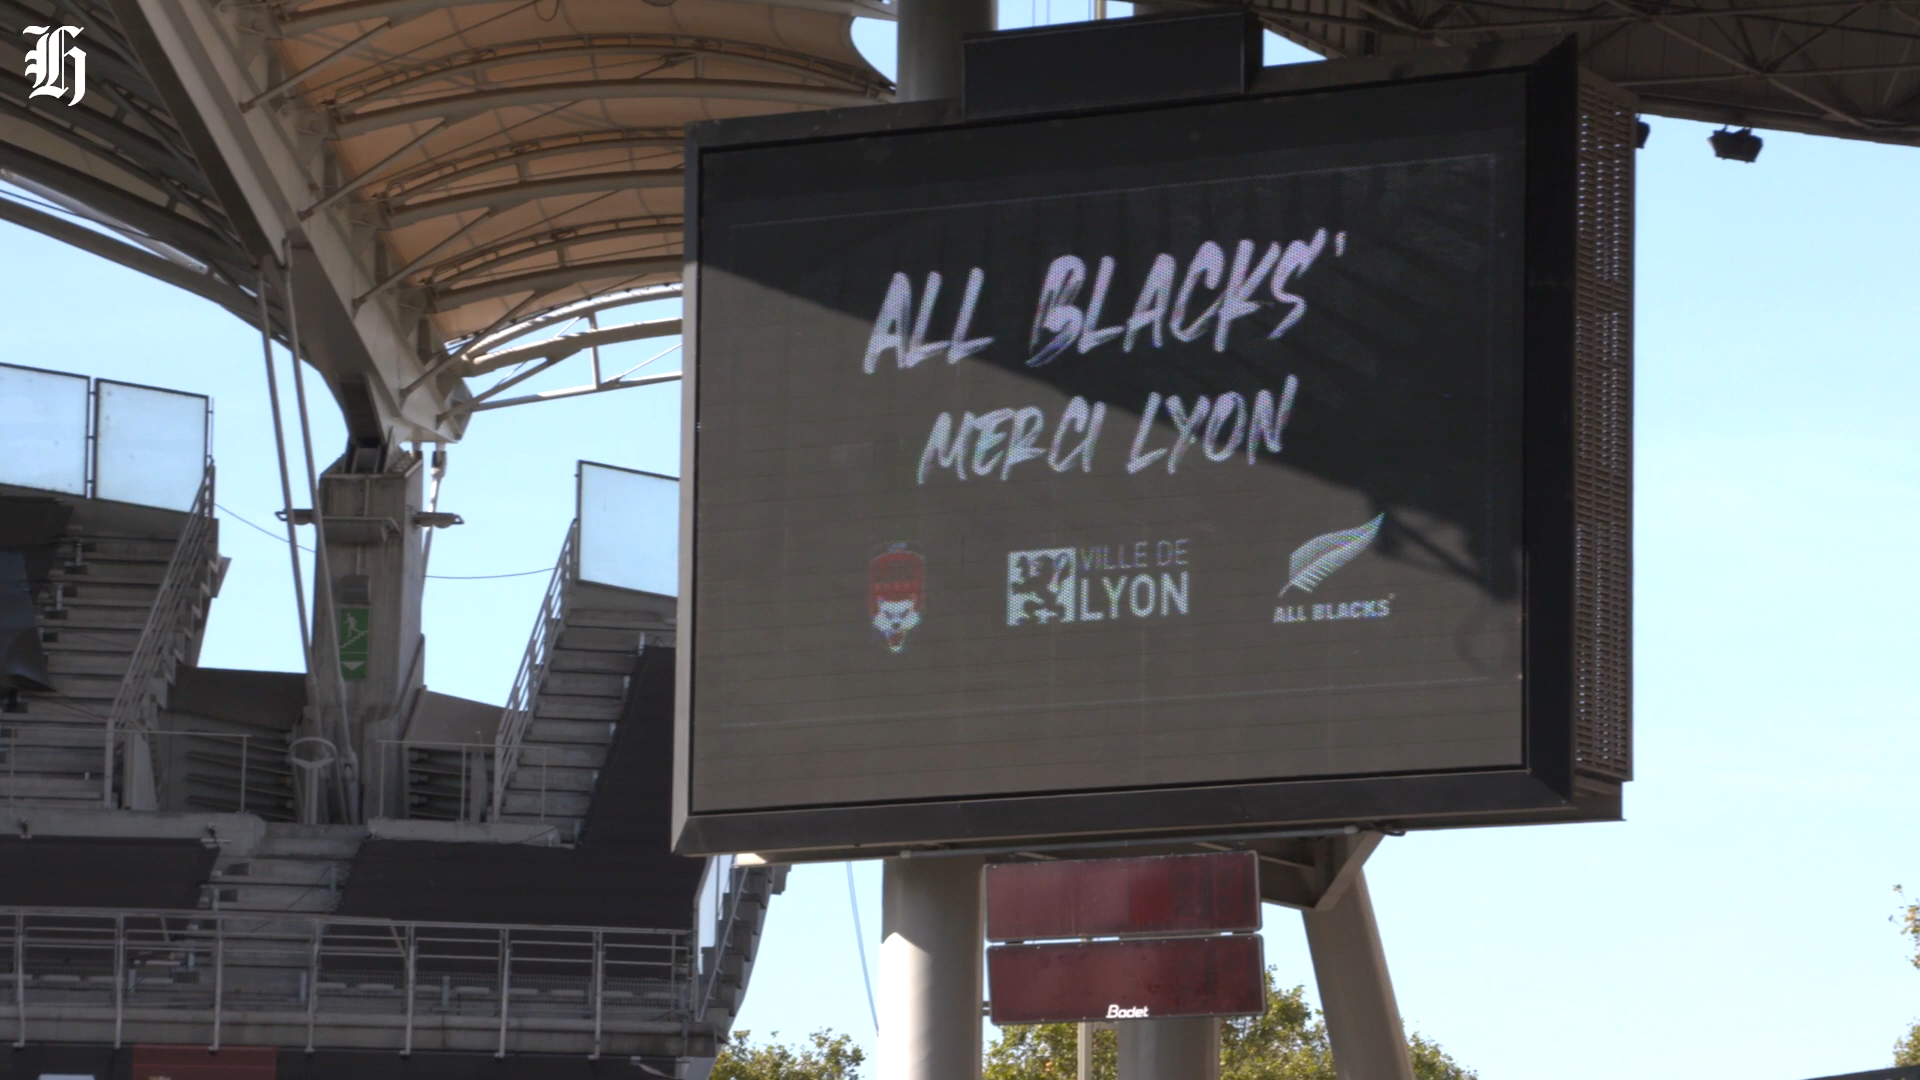 H
ALL BLACKS'
MERCI LYON
VILLE DE
LYON
ALL BLACKS'
Bodet